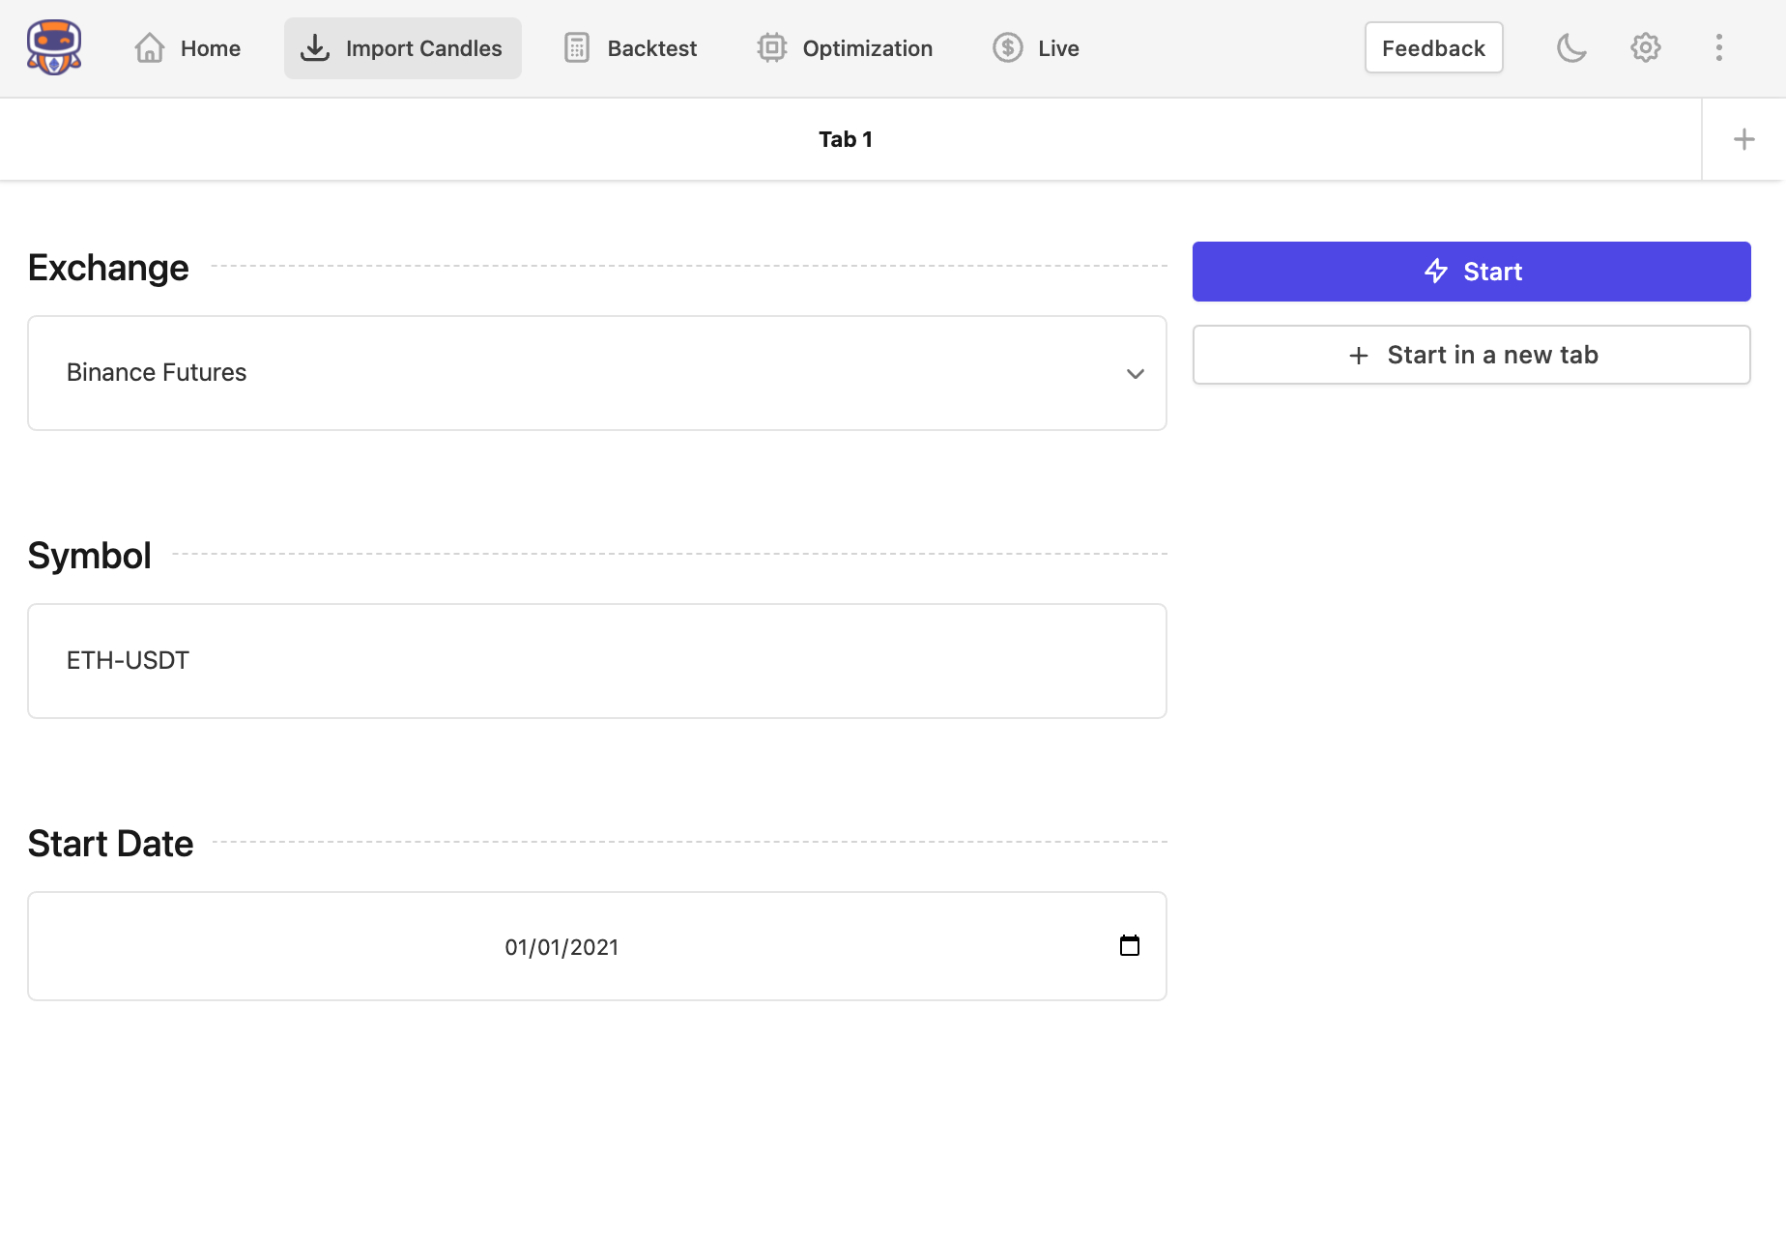 Home
Import Candles
Backtest
Optimization
Live
Feedback
Tab 1
Exchange
Start
Binance Futures
Start in a new tab
Symbol
ETH-USDT
Start Date
01/01/2021